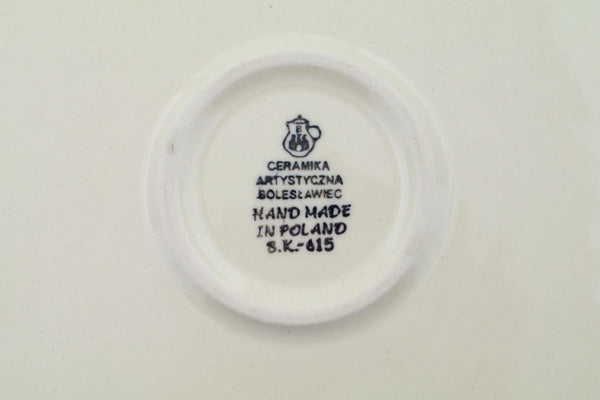 CERAMIKA
ARTYSTYCZNA
BOLESŁAWIEC
HAND MADE
IN POLAND
B.K.-615